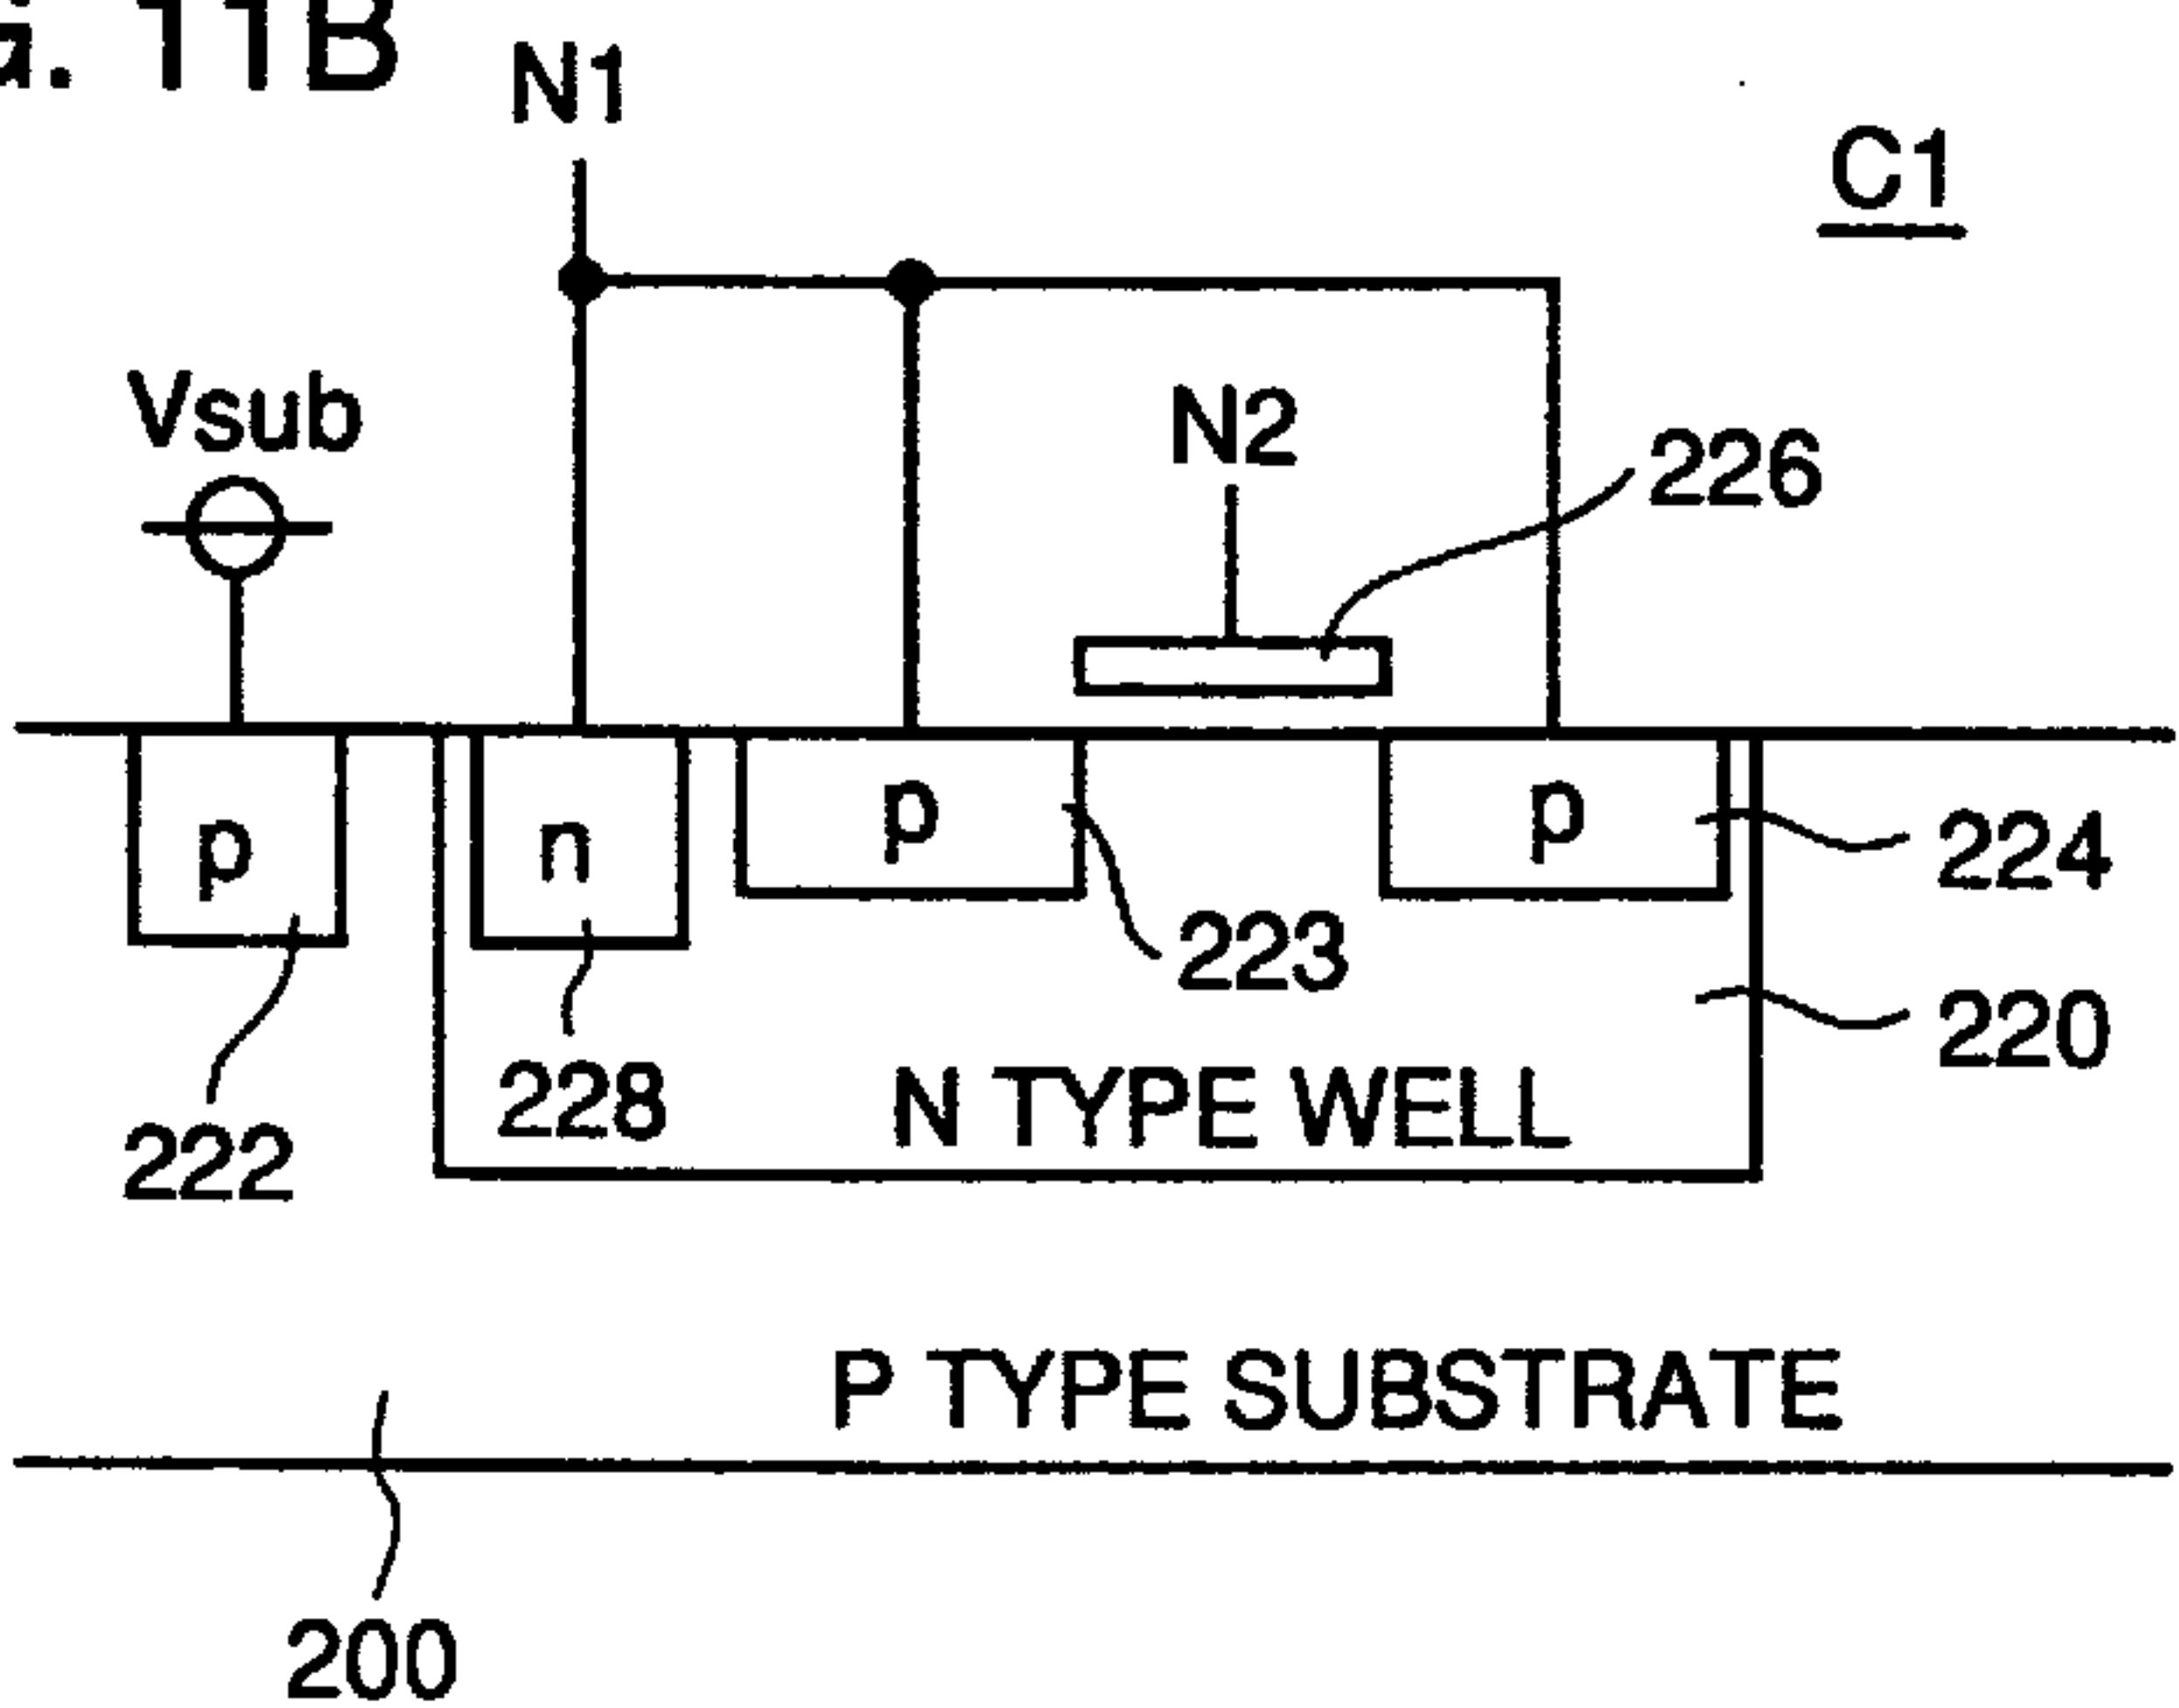 G. 11B
N1
C1
Vsub
N2
226
p
n
p
p
224
223
220
228
N TYPE WELL
222
P TYPE SUBSTRATE
200